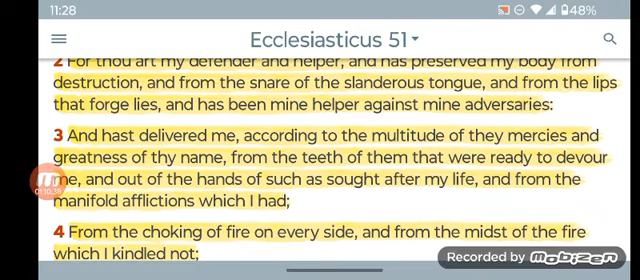 11:28
48%
Ecclesiasticus 51
2 For thou art my defender and helper, and has preserved my body from
destruction, and from the snare of the slanderous tongue, and from the lips
that forge lies, and has been mine helper against mine adversaries:
3 And hast delivered me, according to the multitude of they mercies and
greatness of thy name, from the teeth of them that were ready to devour
me, and out of the hands of such as sought after my life, and from the
manifold afflictions which I had;
01:10:38
4 From the choking of fire on every side, and from the midst of the fire
which I kindled not;
Recorded by Mobizen